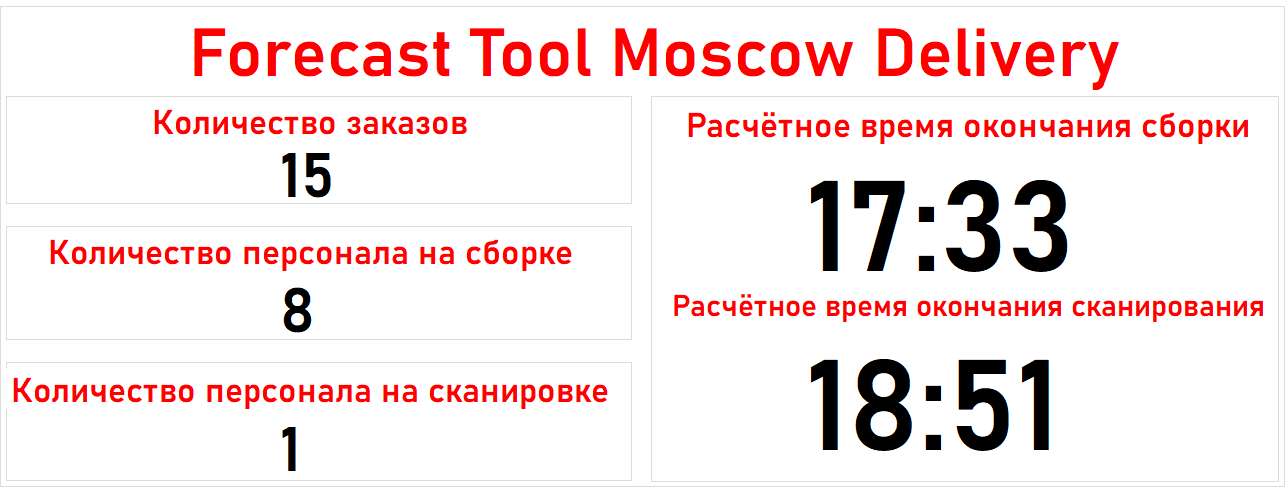 Forecast Tool Moscow Delivery
Количество заказов
15
Количество персонала на сборке
8
Количество персонала на сканировке
1
Расчётное время окончания сборки
17:33
Расчётное время окончания сканирования
18:51